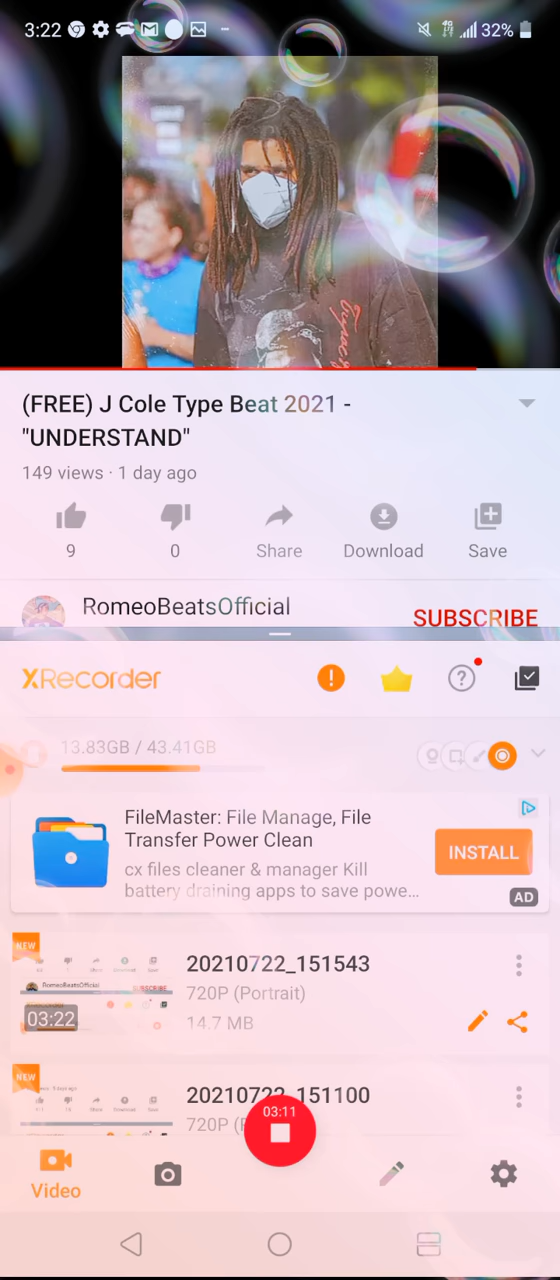 3:22
32%
(FREE) J Cole Type Beat 2021 -
"UNDERSTAND"
149 views · 1 day ago
9
0
Share
Download
Save
RomeoBeatsOfficial
SUBSCRIBE
XRecorder
13.83GB / 43.41GB
FileMaster: File Manage, File
Transfer Power Clean
cx files cleaner & manager Kill
battery draining apps to save powe...
INSTALL
AD
NEW
20210722_151543
720P (Portrait)
03:22
14.7 MB
NEW
20210722_151100
720P
03:11
Video